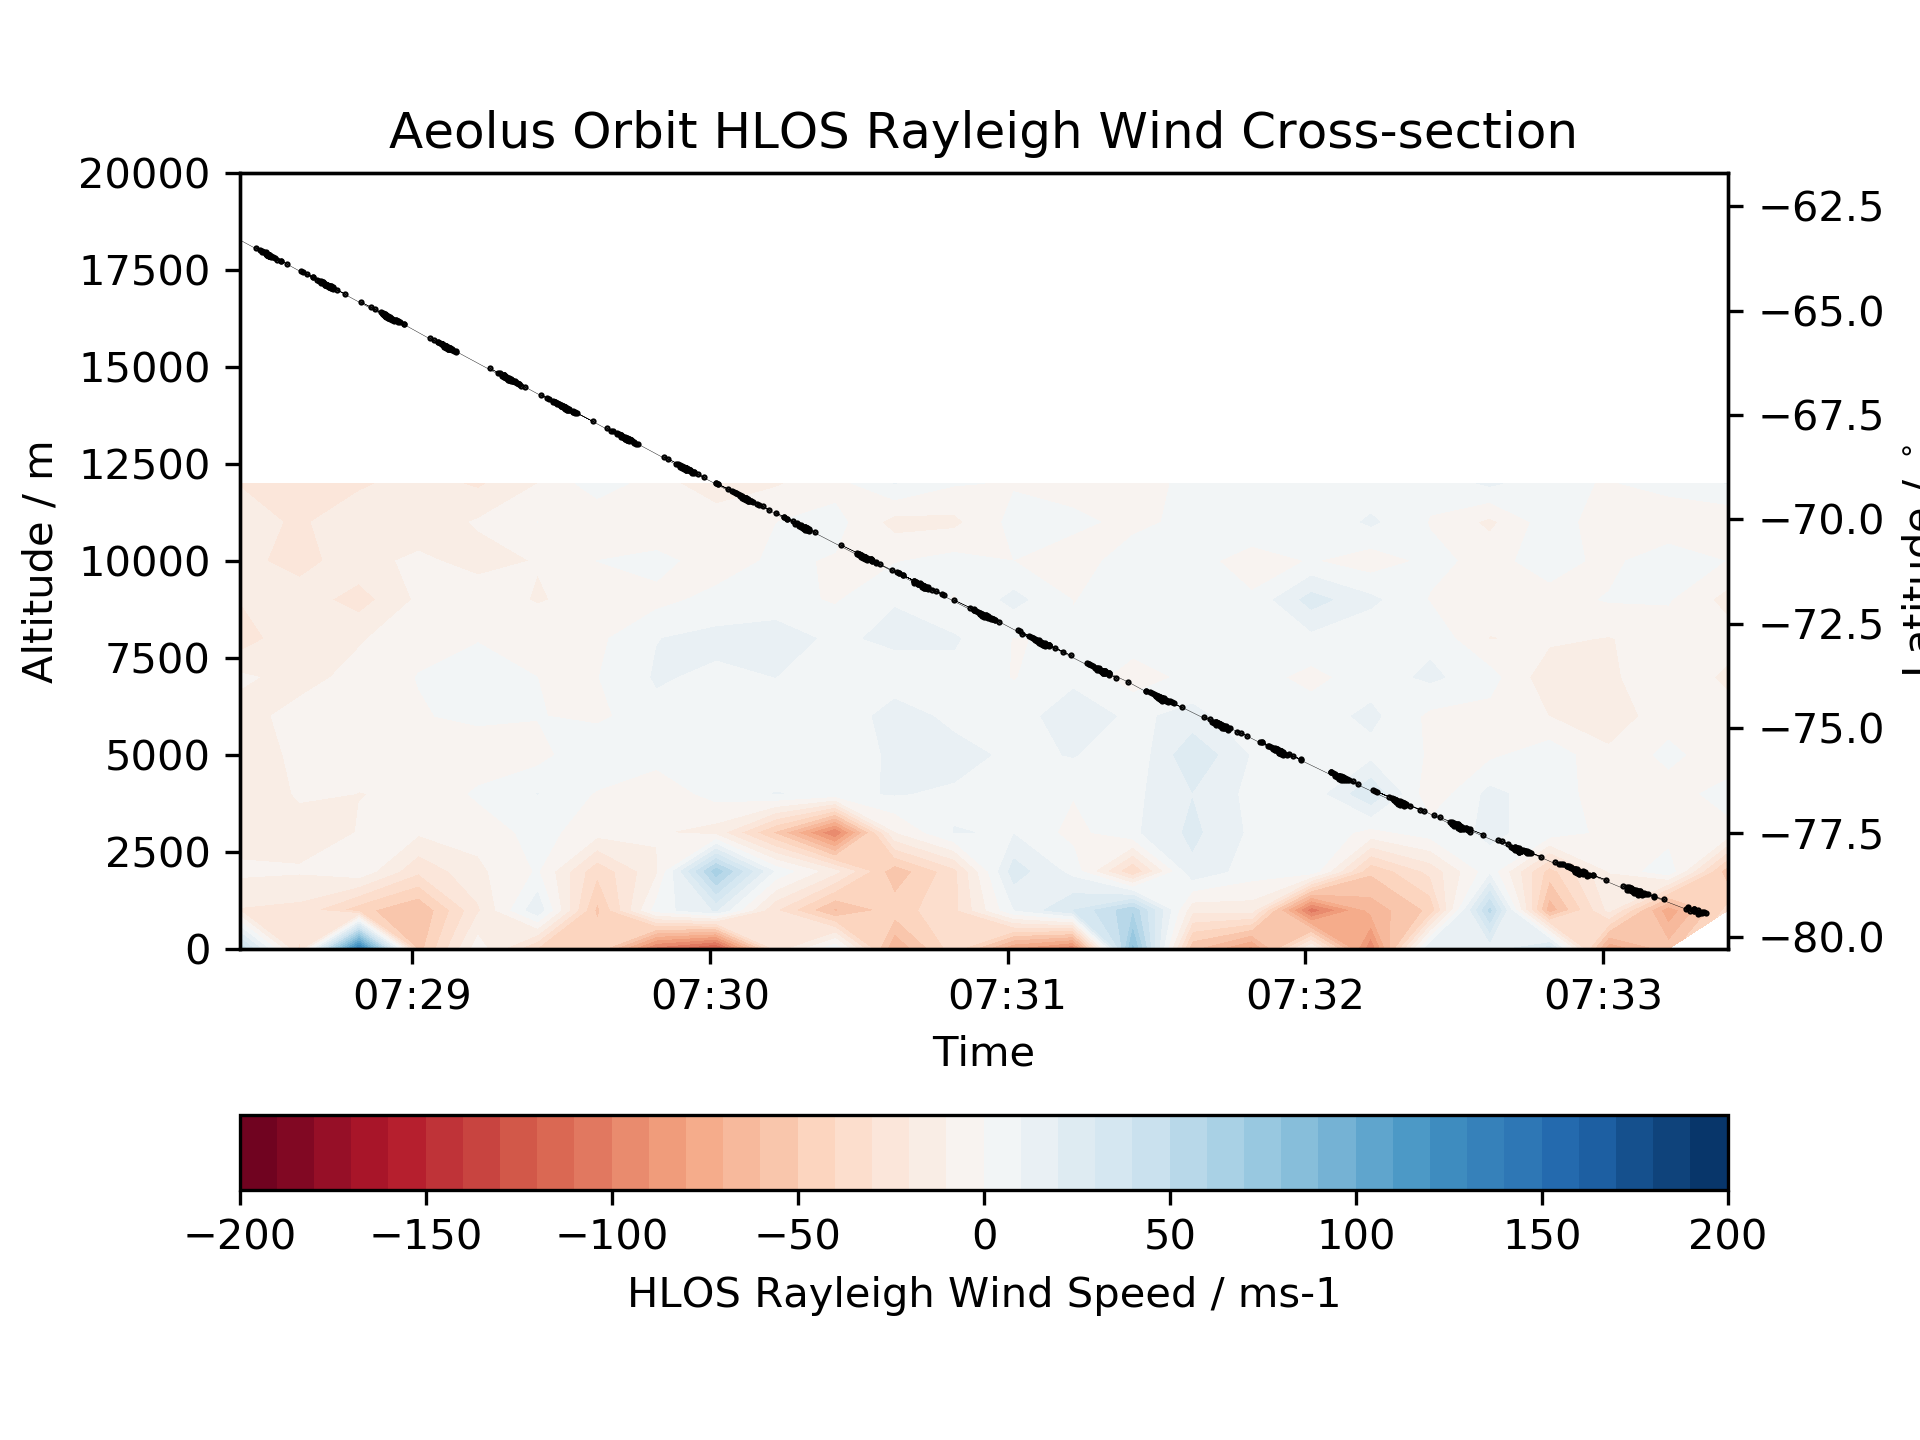 Aeolus Orbit HLOS Rayleigh Wind Cross-section
20000
17500
15000
12500
10000
7500
5000
2500
0
Altitude / m
−62.5
−65.0
−67.5
−70.0
−72.5
−75.0
−77.5
−80.0
Latitude / °
07:29 07:30 07:31 07:32 07:33
Time
−200 −150 −100 −50 0 50 100 150 200
HLOS Rayleigh Wind Speed / ms-1